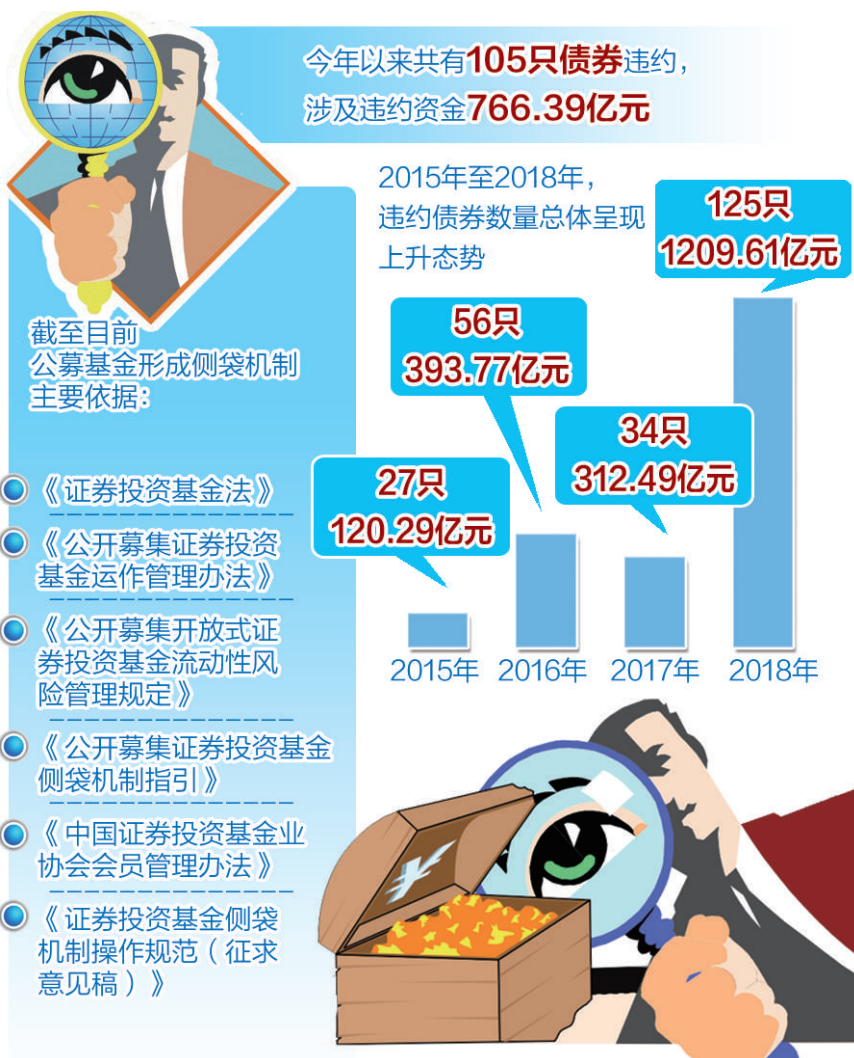 今年以来共有105只债券违约，
涉及违约资金766.39亿元
2015年至2018年，
违约债券数量总体呈现
上升态势
125只
1209.61亿元
56只
393.77亿元
34只
312.49亿元
27只
120.29亿元
2015年 2016年 2017年 2018年
截至目前
公募基金形成侧袋机制
主要依据：
《证券投资基金法》
《公开募集证券投资
基金运作管理办法》
《公开募集开放式证
券投资基金流动性风
险管理规定》
《公开募集证券投资基金
侧袋机制指引》
《中国证券投资基金业
协会会员管理办法》
《证券投资基金侧袋
机制操作规范（征求
意见稿）》
¥